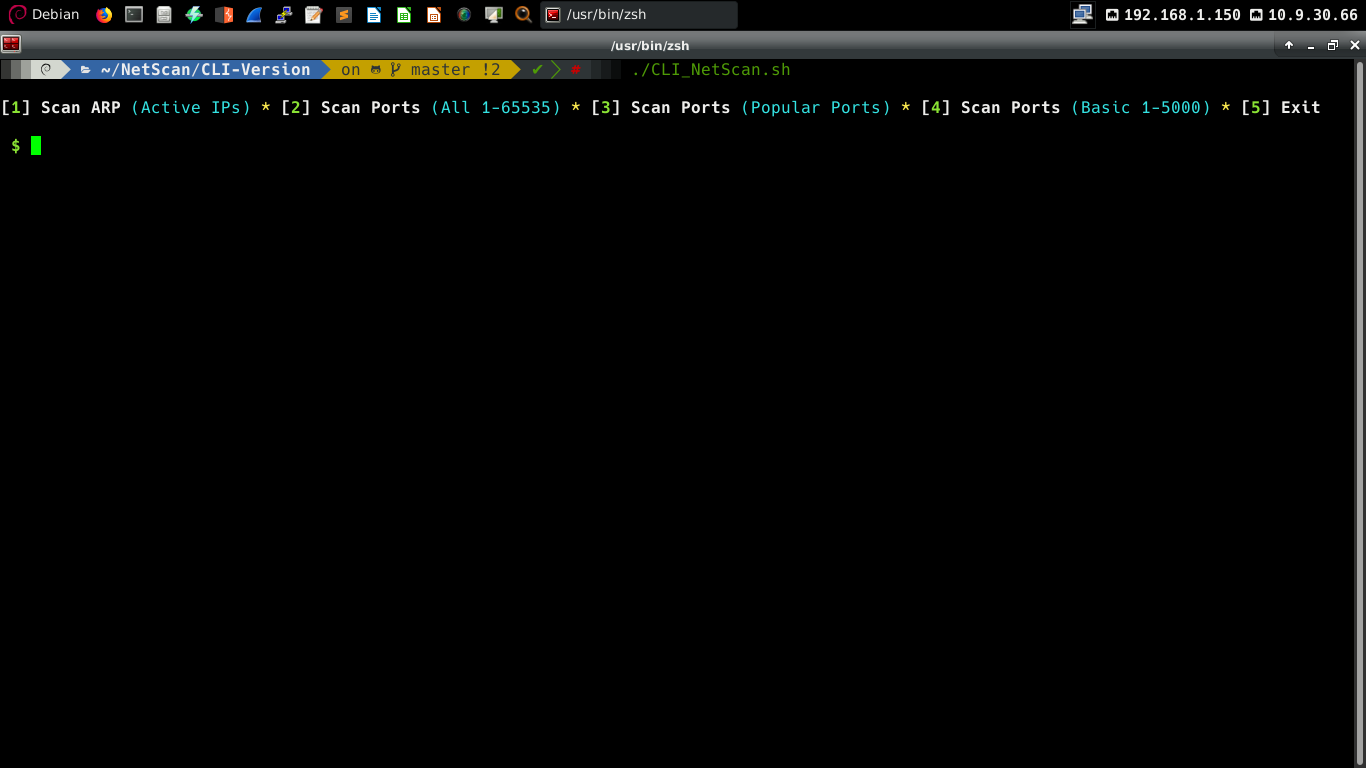 Debian /usr/bin/zsh 192.168.1.150 10.9.30.66
/usr/bin/zsh
~/NetScan/CLI-Version on master !2 ✔ ./CLI_NetScan.sh
[1] Scan ARP (Active IPs) * [2] Scan Ports (All 1-65535) * [3] Scan Ports (Popular Ports) * [4] Scan Ports (Basic 1-5000) * [5] Exit
$